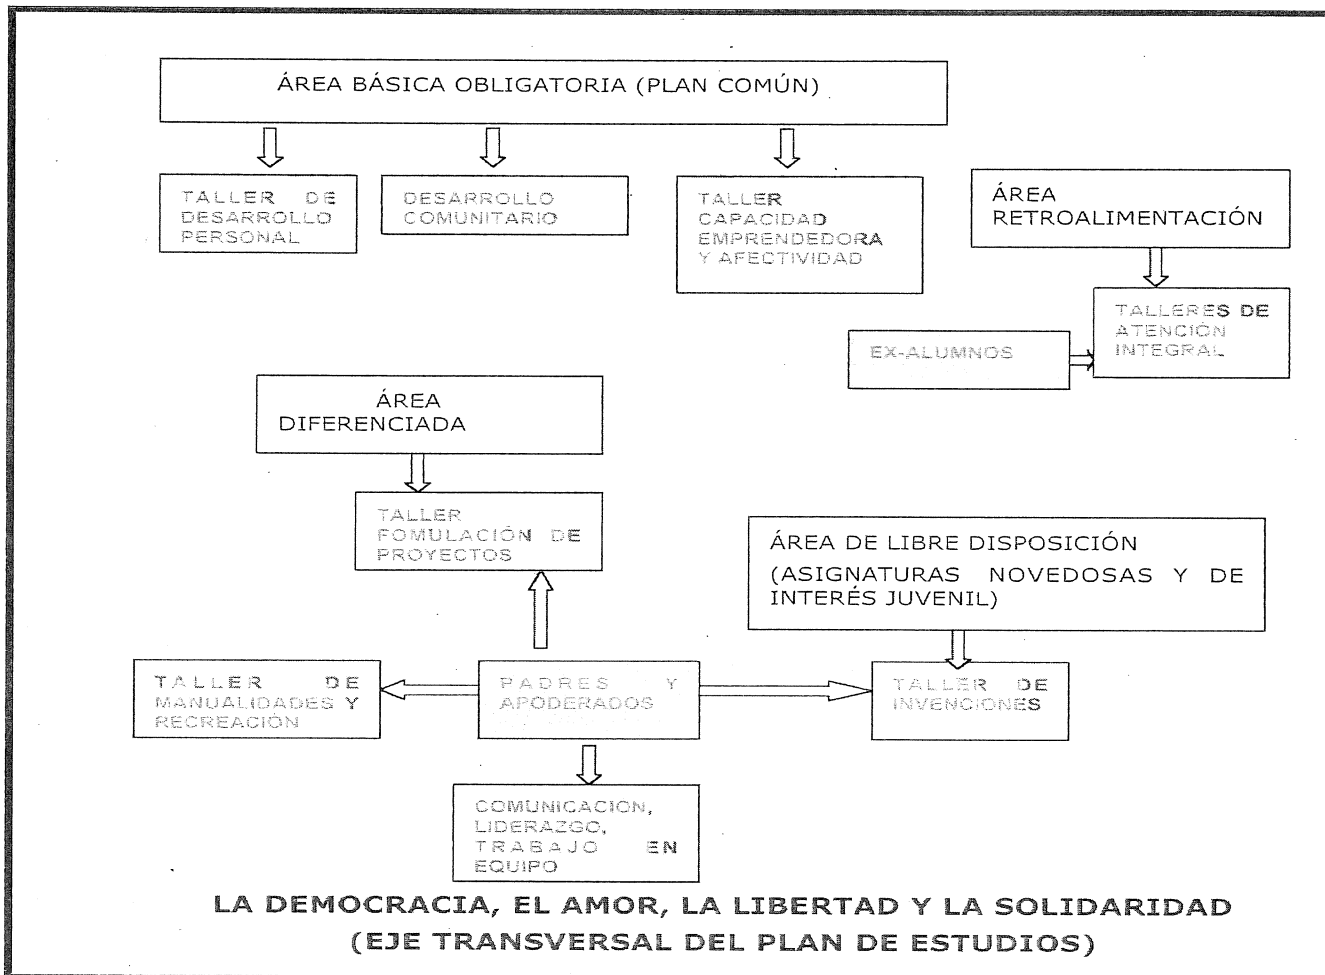 ÁREA BÁSICA OBLIGATORIA (PLAN COMÚN)
TALLER DE
DESARROLLO
PERSONAL
DESARROLLO
COMUNITARIO
TALLER
CAPACIDAD
EMPRENDEDORA
Y AFECTIVIDAD
ÁREA
RETROALIMENTACIÓN
TALLERES DE
ATENCIÓN
INTEGRAL
EX-ALUMNOS
ÁREA
DIFERENCIADA
TALLER
FOMULACIÓN DE
PROYECTOS
ÁREA DE LIBRE DISPOSICIÓN
(ASIGNATURAS NOVEDOSAS Y DE
INTERÉS JUVENIL)
TALLER DE
MANUALIDADES Y
RECREACIÓN
PADRES Y
APODERADOS
TALLER DE
INVENCIONES
COMUNICACION,
LIDERAZGO,
TRABAJO EN
EQUIPO
LA DEMOCRACIA, EL AMOR, LA LIBERTAD Y LA SOLIDARIDAD
(EJE TRANSVERSAL DEL PLAN DE ESTUDIOS)